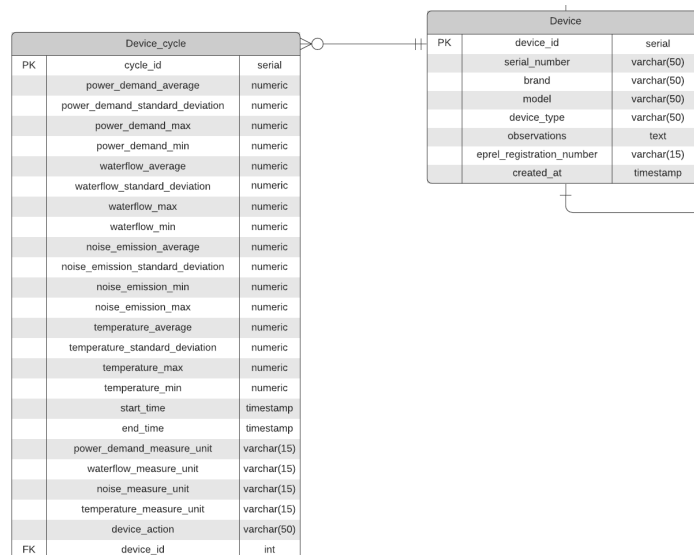 Device_cycle
PK cycle_id serial
power_demand_average numeric
power_demand_standard_deviation numeric
power_demand_max numeric
power_demand_min numeric
waterflow_average numeric
waterflow_standard_deviation numeric
waterflow_max numeric
waterflow_min numeric
noise_emission_average numeric
noise_emission_standard_deviation numeric
noise_emission_min numeric
noise_emission_max numeric
temperature_average numeric
temperature_standard_deviation numeric
temperature_max numeric
temperature_min numeric
start_time timestamp
end_time timestamp
power_demand_measure_unit varchar(15)
waterflow_measure_unit varchar(15)
noise_measure_unit varchar(15)
temperature_measure_unit varchar(15)
device_action varchar(50)
FK device_id int
Device
PK device_id serial
serial_number varchar(50)
brand varchar(50)
model varchar(50)
device_type varchar(50)
observations text
eprel_registration_number varchar(15)
created_at timestamp